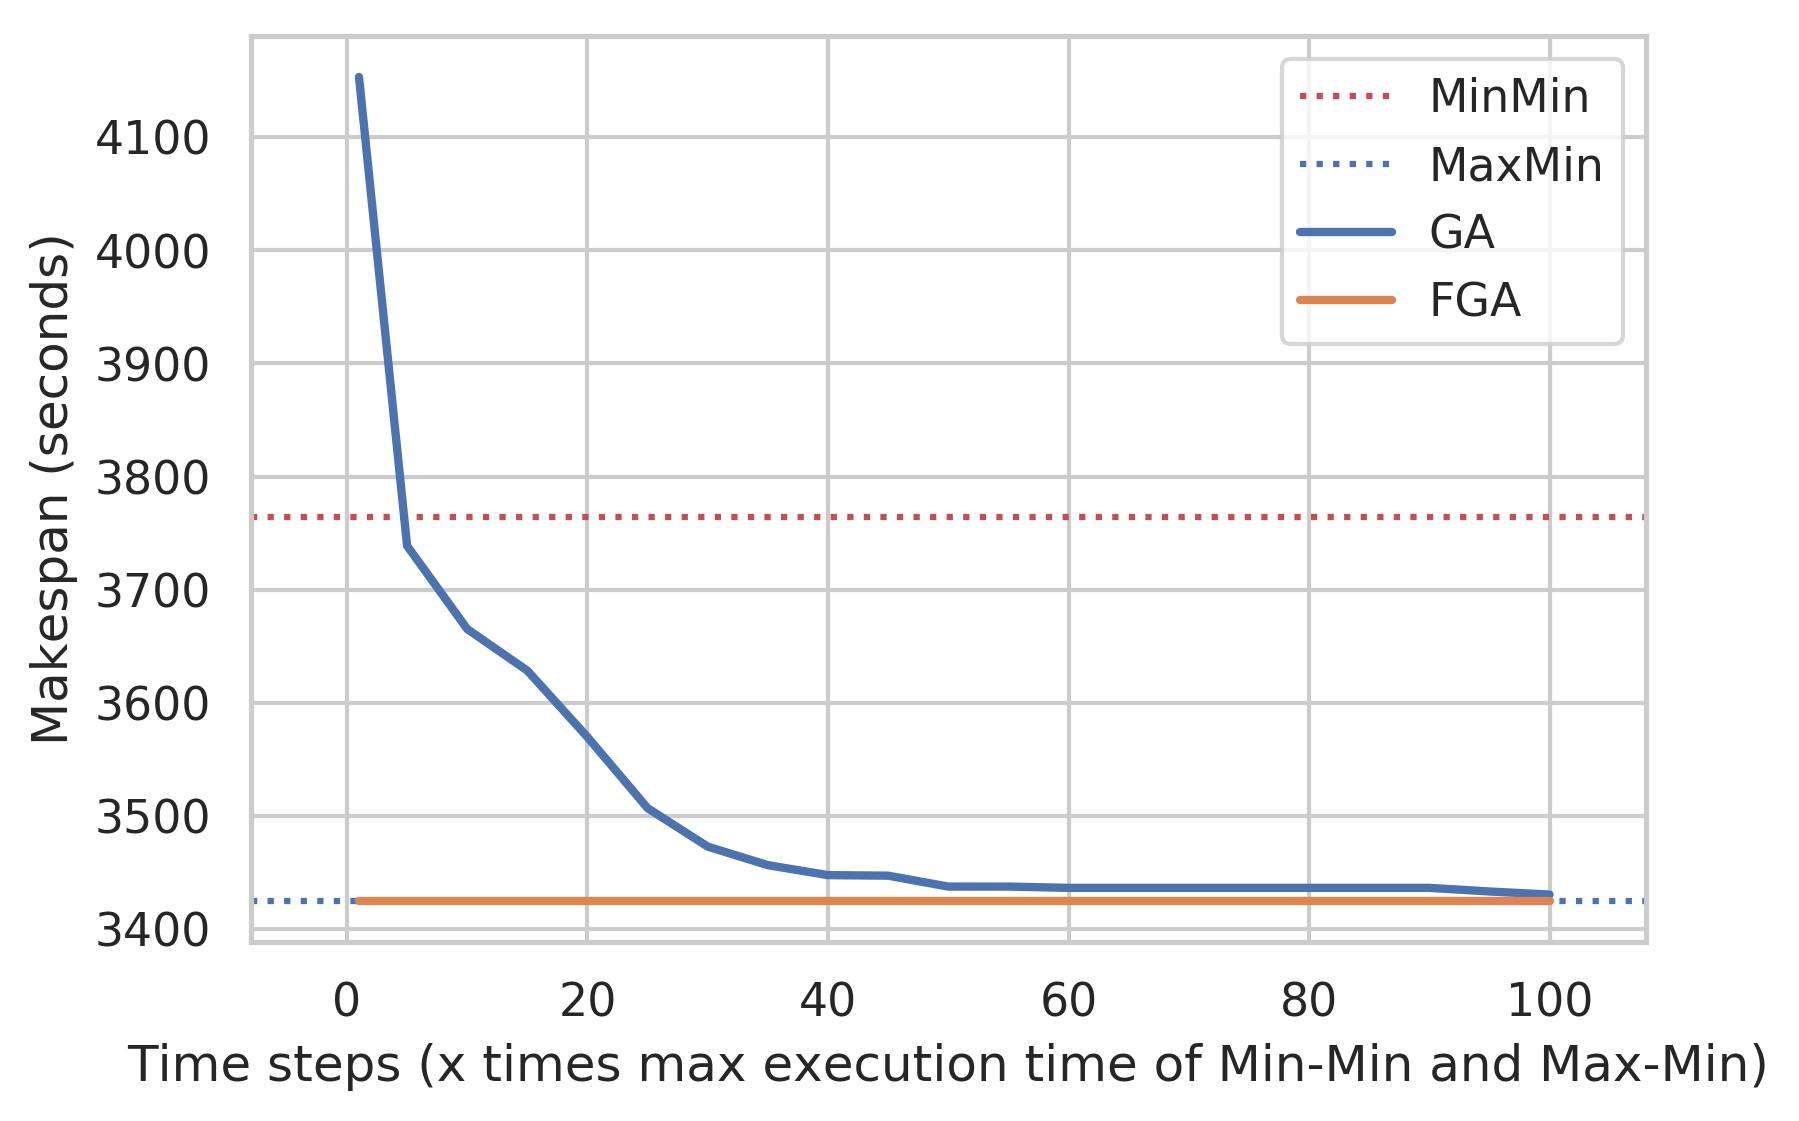 MinMin
MaxMin
GA
FGA
4100
4000
3900
3800
3700
3600
3500
3400
Makespan (seconds)
0 20 40 60 80 100
Time steps (x times max execution time of Min-Min and Max-Min)